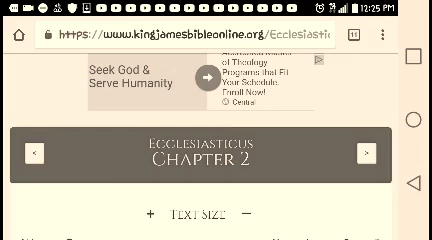 12:25 PM
https://www.kingjamesbibleonline.org/Ecclesiastic
11
Seek God &
Serve Humanity
of Theology
Programs that Fit
Your Schedule.
Enroll Now!
Central
<
Ecclesiasticus
Chapter 2
>
+ Text Size −